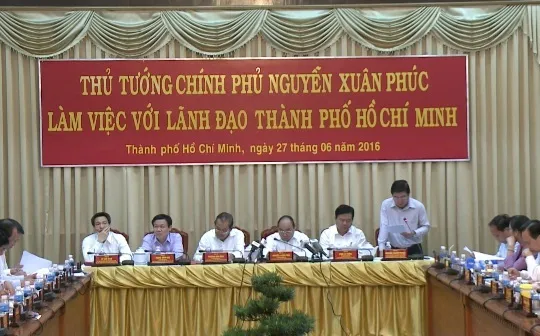 THỦ TƯỚNG CHÍNH PHỦ NGUYỄN XUÂN PHÚC
LÀM VIỆC VỚI LÃNH ĐẠO THÀNH PHỐ HỒ CHÍ MINH
Thành phố Hồ Chí Minh, ngày 27 tháng 06 năm 2016